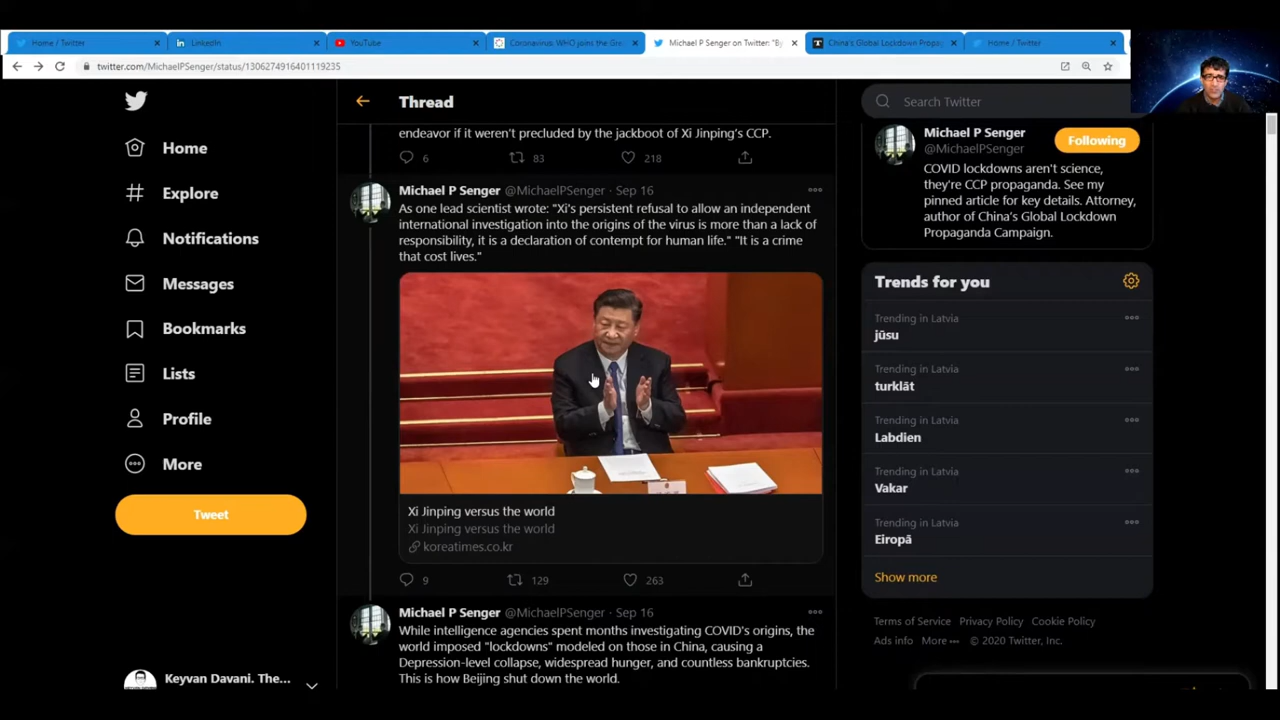 Home / Twitter
LinkedIn
YouTube
Coronavirus: WHO joins the Gre
Michael P Senger on Twitter: "By
China's Global Lockdown Propa
Home / Twitter
twitter.com/MichaelPSenger/status/1306274916401119235
Home
Explore
Notifications
Messages
Bookmarks
Lists
Profile
More
Tweet
Keyvan Davani. The...
Thread
endeavor if it weren't precluded by the jackboot of Xi Jinping's CCP.
6 83 218
Michael P Senger @MichaelPSenger · Sep 16
As one lead scientist wrote: "Xi's persistent refusal to allow an independent
international investigation into the origins of the virus is more than a lack of
responsibility, it is a declaration of contempt for human life." "It is a crime
that cost lives."
Xi Jinping versus the world
Xi Jinping versus the world
koreatimes.co.kr
9 129 263
Michael P Senger @MichaelPSenger · Sep 16
While intelligence agencies spent months investigating COVID's origins, the
world imposed "lockdowns" modeled on those in China, causing a
Depression-level collapse, widespread hunger, and countless bankruptcies.
This is how Beijing shut down the world.
Search Twitter
Michael P Senger
@MichaelPSenger
Following
COVID lockdowns aren't science,
they're CCP propaganda. See my
pinned article for key details. Attorney,
author of China's Global Lockdown
Propaganda Campaign.
Trends for you
Trending in Latvia
jūsu
Trending in Latvia
turklāt
Trending in Latvia
Labdien
Trending in Latvia
Vakar
Trending in Latvia
Eiropā
Show more
Terms of Service Privacy Policy Cookie Policy
Ads info More © 2020 Twitter, Inc.